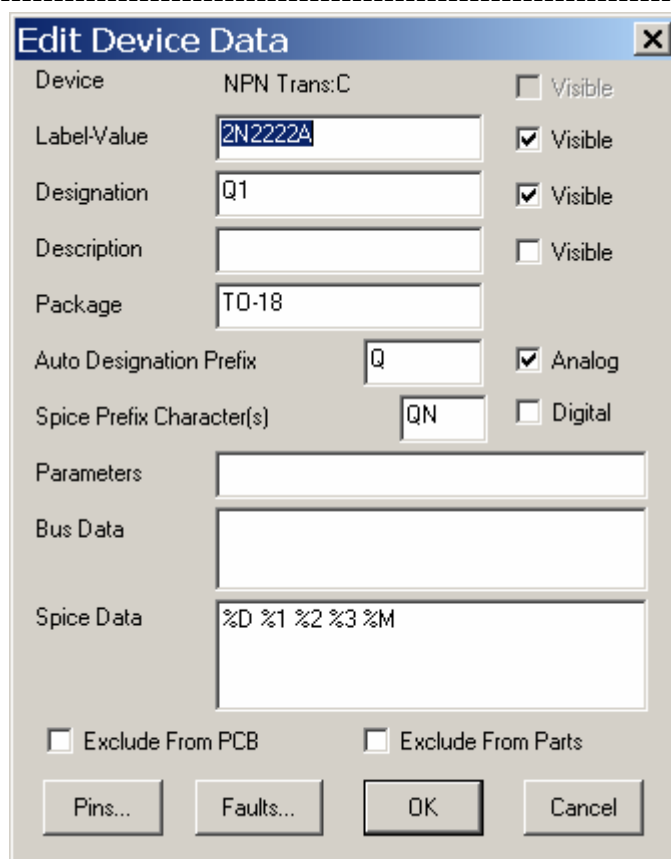 Edit Device Data
Device NPN Trans:C Visible
Label-Value 2N2222A Visible
Designation Q1 Visible
Description Visible
Package TO-18
Auto Designation Prefix Q Analog
Spice Prefix Character(s) QN Digital
Parameters
Bus Data
Spice Data %D %1 %2 %3 %M
Exclude From PCB Exclude From Parts
Pins... Faults... OK Cancel